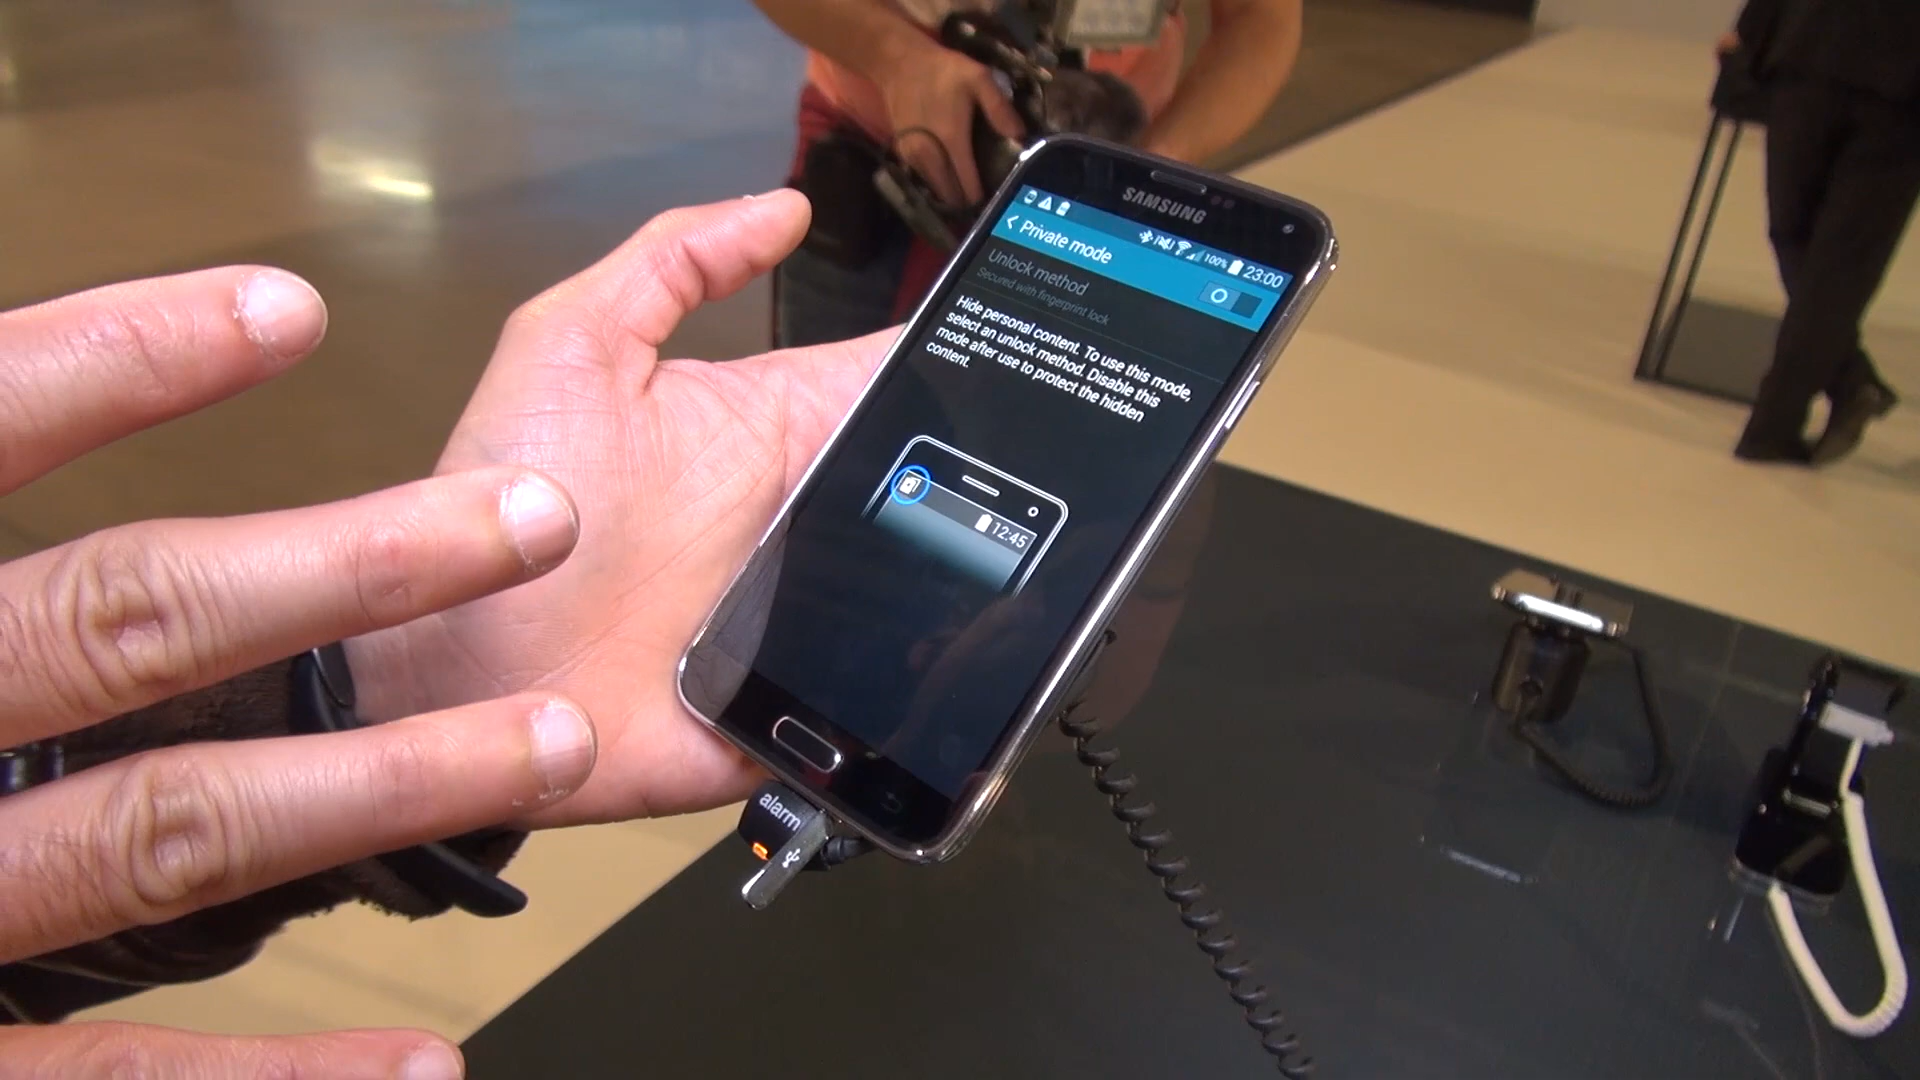 SAMSUNG
100% 23:00
Private mode
Unlock method
Secured with fingerprint lock
Hide personal content. To use this mode,
select an unlock method. Disable this
mode after use to protect the hidden
content.
12:45
alarm